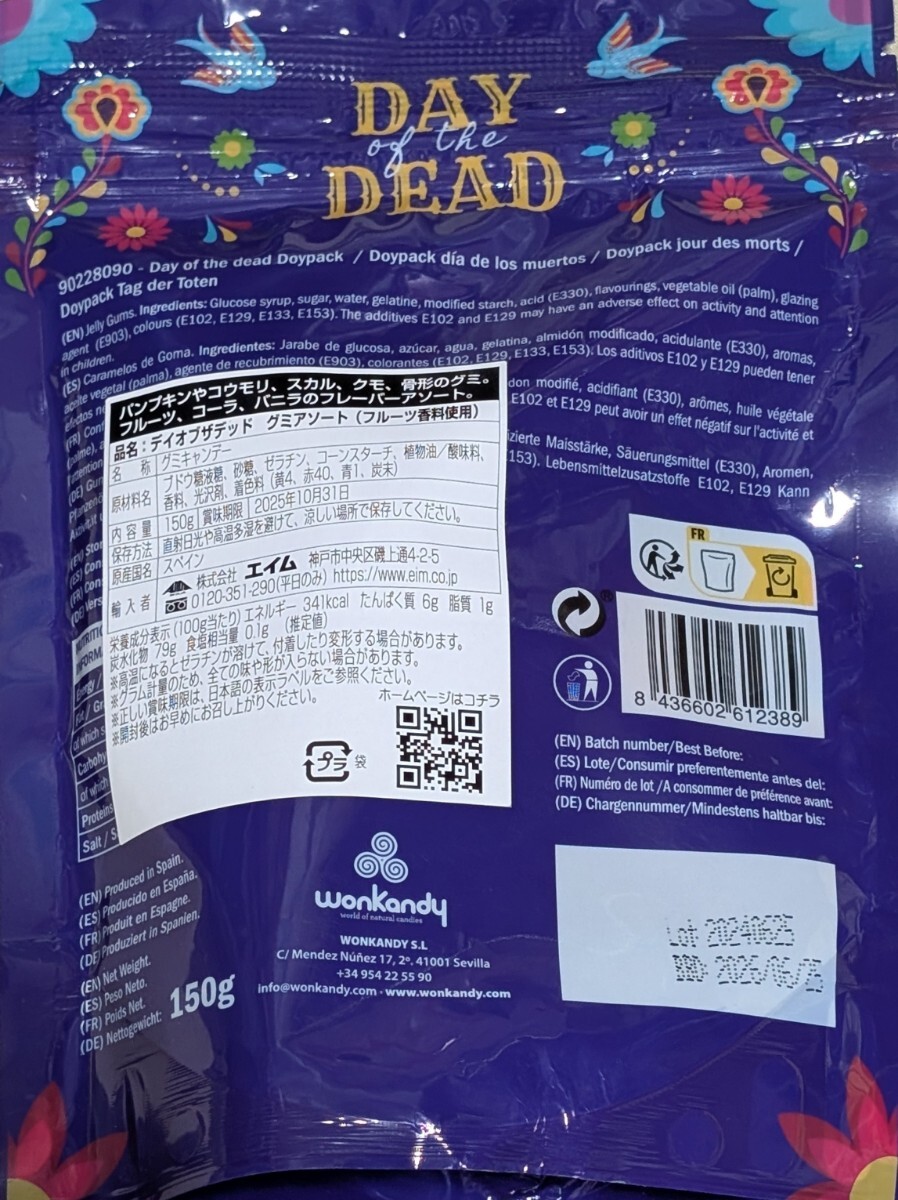 DAY
of the
DEAD
90228090 - Day of the dead Doypack / Doypack día de los muertos / Doypack jour des morts /
Doypack Tag der Toten
(EN) Jelly Gums. Ingredients: Glucose syrup, sugar, water, gelatine, modified starch, acid (E330), flavourings, vegetable oil (palm), glazing
agent (E903), colours (E102, E129, E133, E153). The additives E102 and E129 may have an adverse effect on activity and attention
in children.
(ES) Caramelos de Goma. Ingredientes: Jarabe de glucosa, azúcar, agua, gelatina, almidón modificado, acidulante (E330), aromas,
aceite vegetal (palma), agente de recubrimiento (E903), colorantes (E102, E129, E133, E153). Los aditivos E102 y E129 pueden tener
don modifié, acidifiant (E330), arômes, huile végétale
E102 et E129 peut avoir un effet négatif sur l'activité et
izierte Maisstärke, Säuerungsmittel (E330), Aromen,
153). Lebensmittelzusatzstoffe E102, E129 Kann
パンプキンやコウモリ、スカル、クモ、骨形のグミ。
フルーツ、コーラ、バニラのフレーバーアソート。
品名：デイオブザデッド グミアソート（フルーツ香料使用）
名 称 グミキャンデー
原材料名 ブドウ糖液糖、砂糖、ゼラチン、コーンスターチ、植物油／酸味料、
香料、光沢剤、着色料（黄4、赤40、青1、炭末）
内容量 150g 賞味期限 2025年10月31日
保存方法 直射日光や高温多湿を避けて、涼しい場所で保存してください。
原産国名 スペイン
輸入者 株式会社 エイム 神戸市中央区磯上通4-2-5
0120-351-290(平日のみ) https://www.eim.co.jp
栄養成分表示（100g当たり）エネルギー 341kcal たんぱく質 6g 脂質 1g
炭水化物 79g 食塩相当量 0.1g （推定値）
※高温になるとゼラチンが溶けて、付着したり変形する場合があります。
※グラム計量のため、全ての味や形が入らない場合があります。
※正しい賞味期限は、日本語の表示ラベルをご参照ください。
※開封後はお早めにお召し上がりください。
ホームページはコチラ
プラ 袋
FR
8 436602 612389
(EN) Batch number/Best Before:
(ES) Lote/Consumir preferentemente antes del:
(FR) Numéro de lot /A consommer de préférence avant:
(DE) Chargennummer/Mindestens haltbar bis:
Carbohy
of which
Proteins
Salt / S
(EN) Produced in Spain.
(ES) Producido en España.
(FR) Produit en Espagne.
(DE) Produziert in Spanien.
(EN) Net Weight.
(ES) Peso Neto.
(FR) Poids Net.
(DE) Nettogewicht:
150g
wonkandy
world of natural candies
WONKANDY S.L
C/ Mendez Núñez 17, 2º, 41001 Sevilla
+34 954 22 55 90
info@wonkandy.com · www.wonkandy.com
Lot 20240625